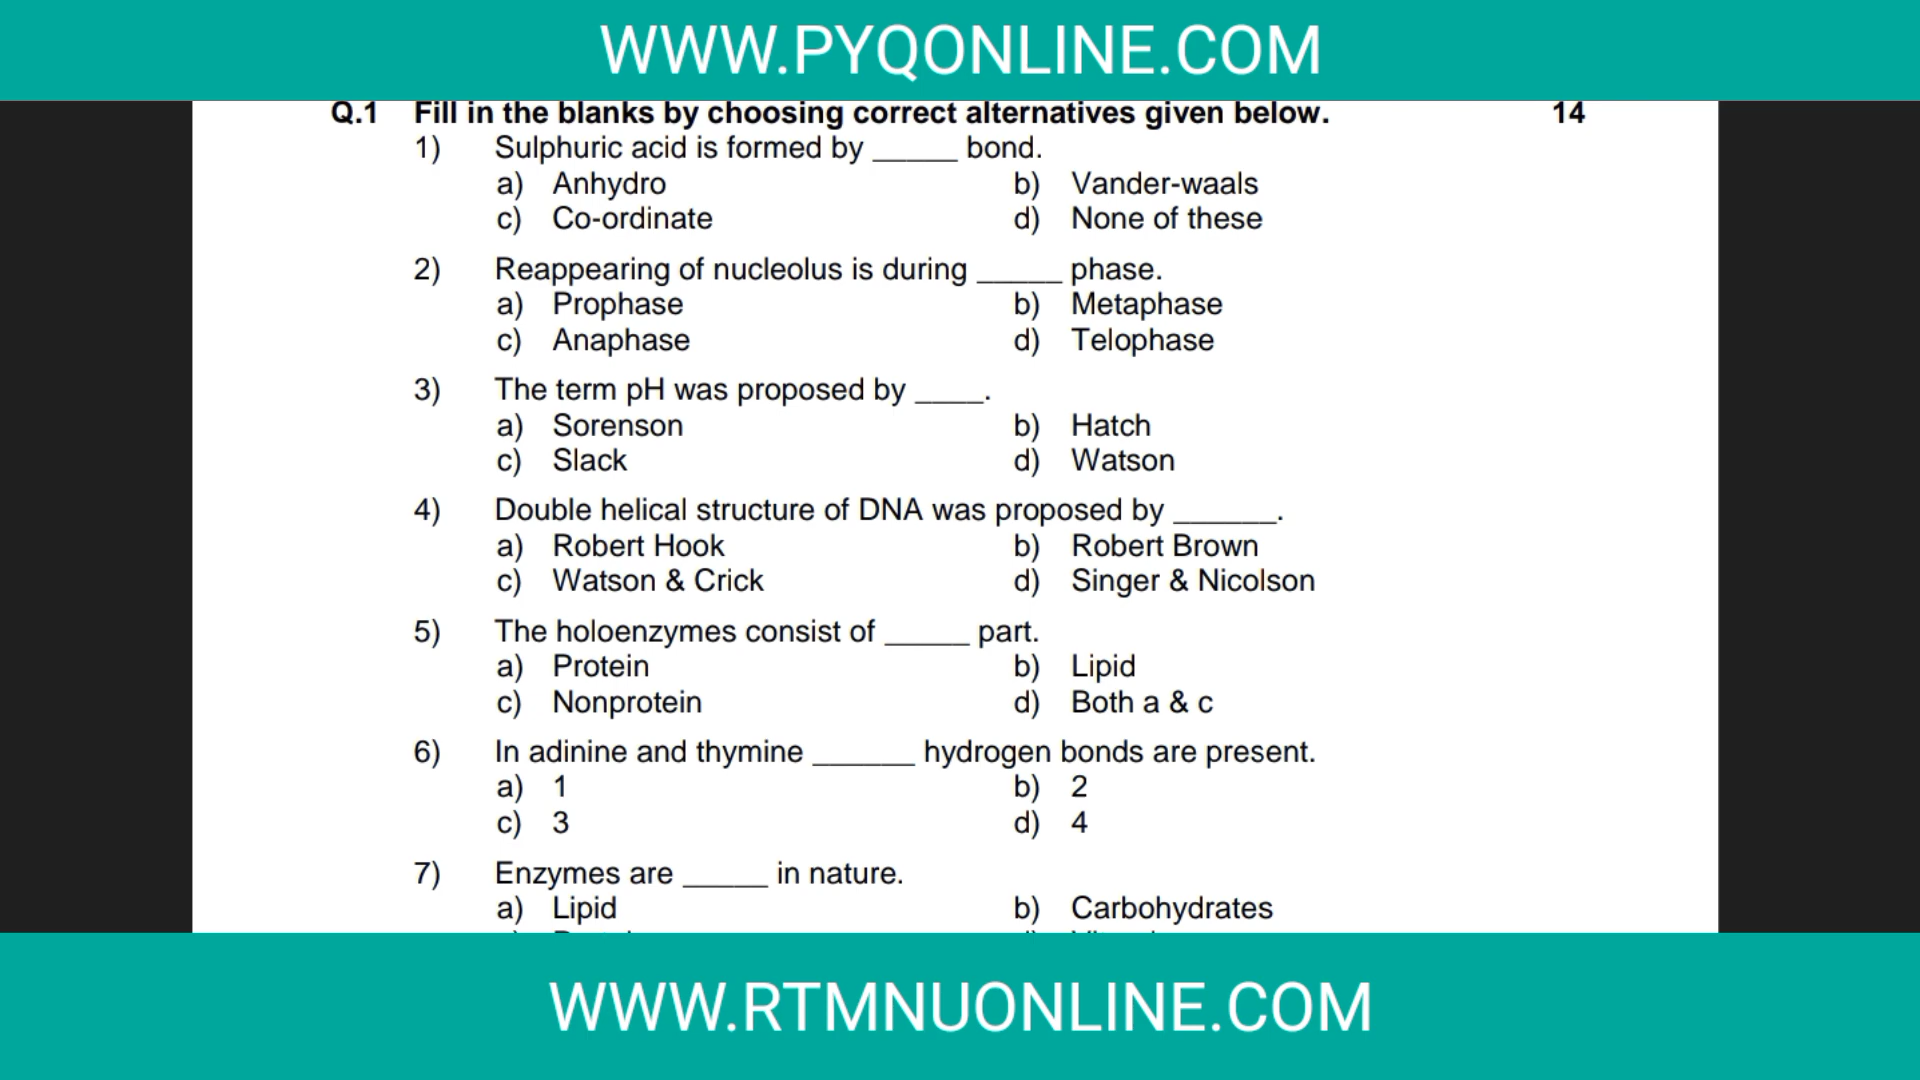 WWW.PYQONLINE.COM
Q.1 Fill in the blanks by choosing correct alternatives given below. 14
1) Sulphuric acid is formed by _____ bond.
a) Anhydro b) Vander-waals
c) Co-ordinate d) None of these
2) Reappearing of nucleolus is during _____ phase.
a) Prophase b) Metaphase
c) Anaphase d) Telophase
3) The term pH was proposed by ____.
a) Sorenson b) Hatch
c) Slack d) Watson
4) Double helical structure of DNA was proposed by ______.
a) Robert Hook b) Robert Brown
c) Watson & Crick d) Singer & Nicolson
5) The holoenzymes consist of _____ part.
a) Protein b) Lipid
c) Nonprotein d) Both a & c
6) In adinine and thymine ______ hydrogen bonds are present.
a) 1 b) 2
c) 3 d) 4
7) Enzymes are _____ in nature.
a) Lipid b) Carbohydrates
WWW.RTMNUONLINE.COM